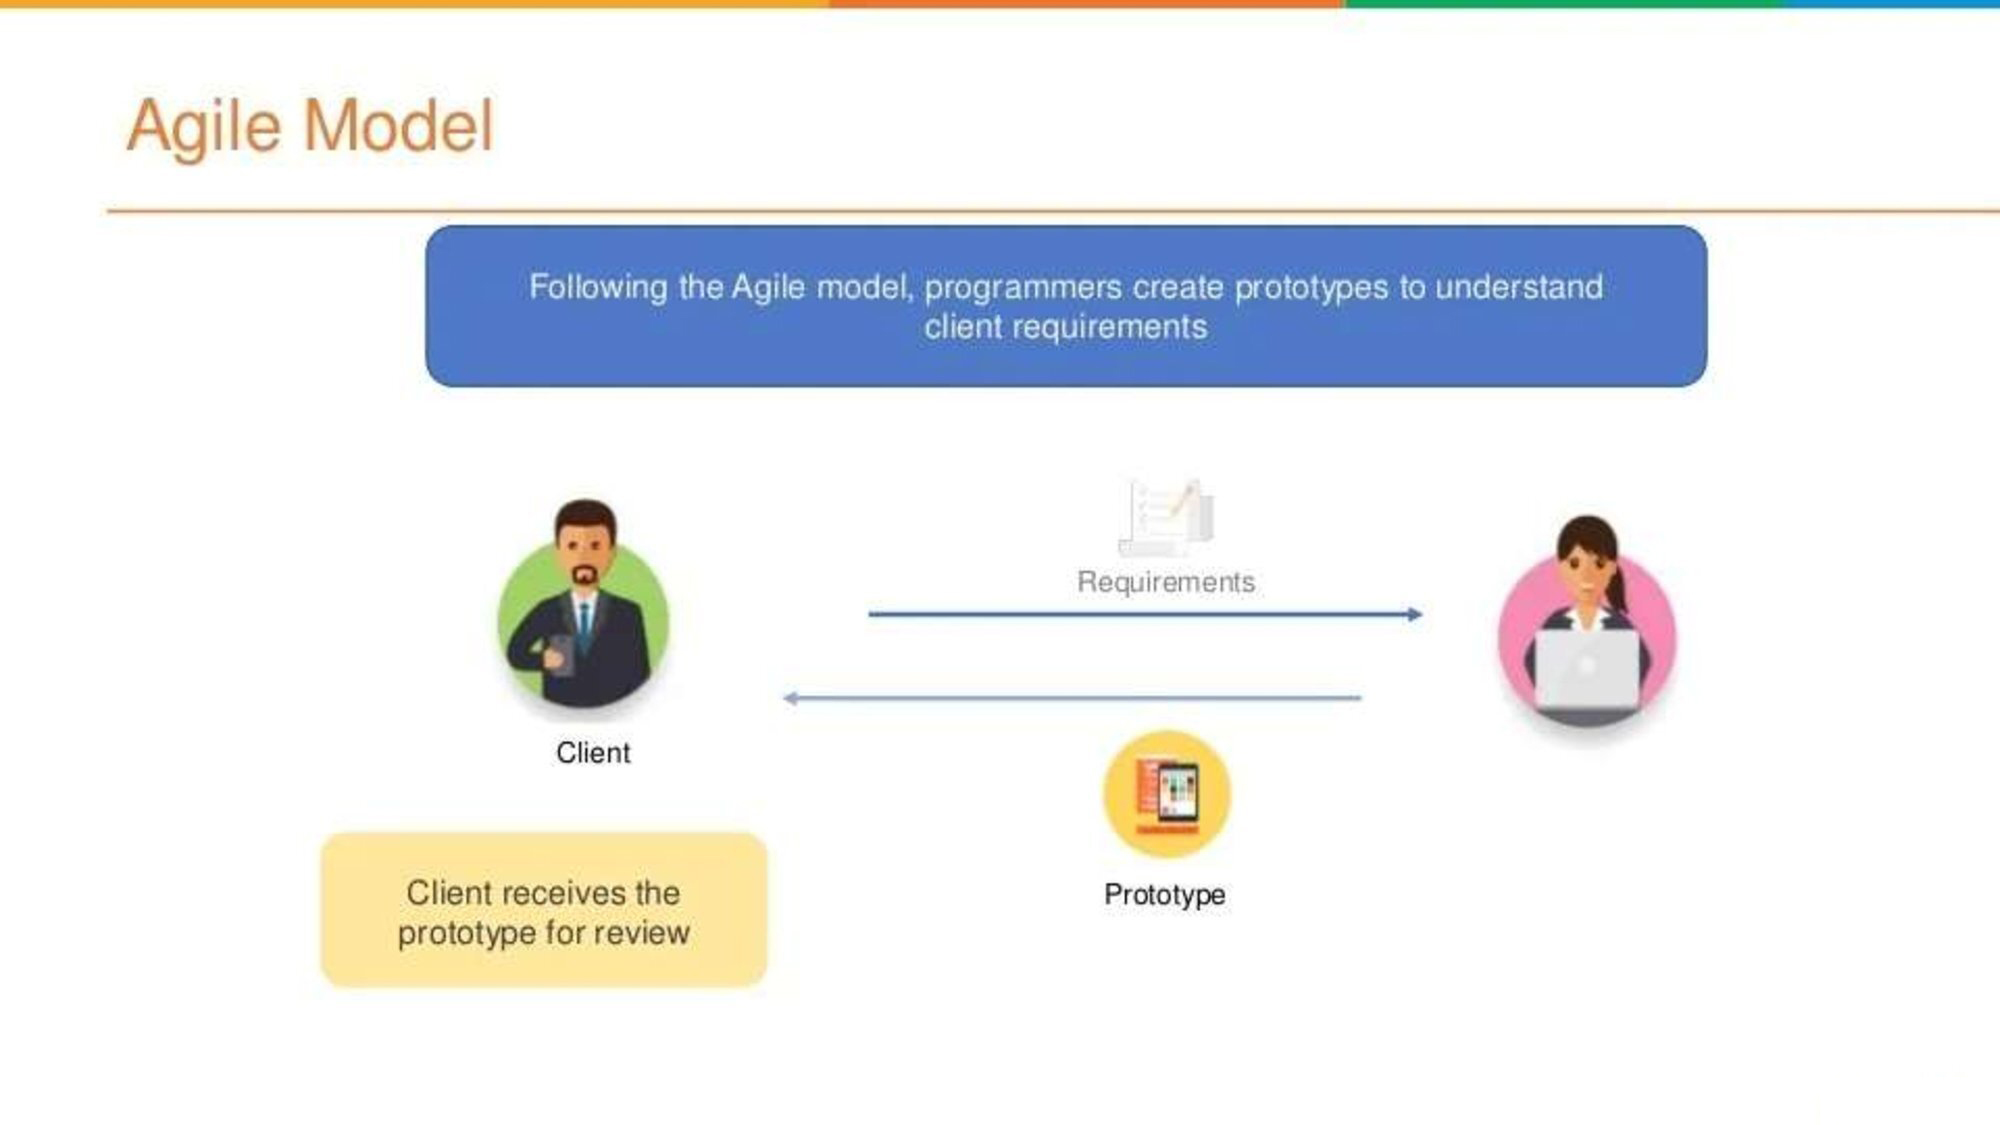 Agile Model
Following the Agile model, programmers create prototypes to understand
client requirements
Requirements
Client
Prototype
Client receives the
prototype for review